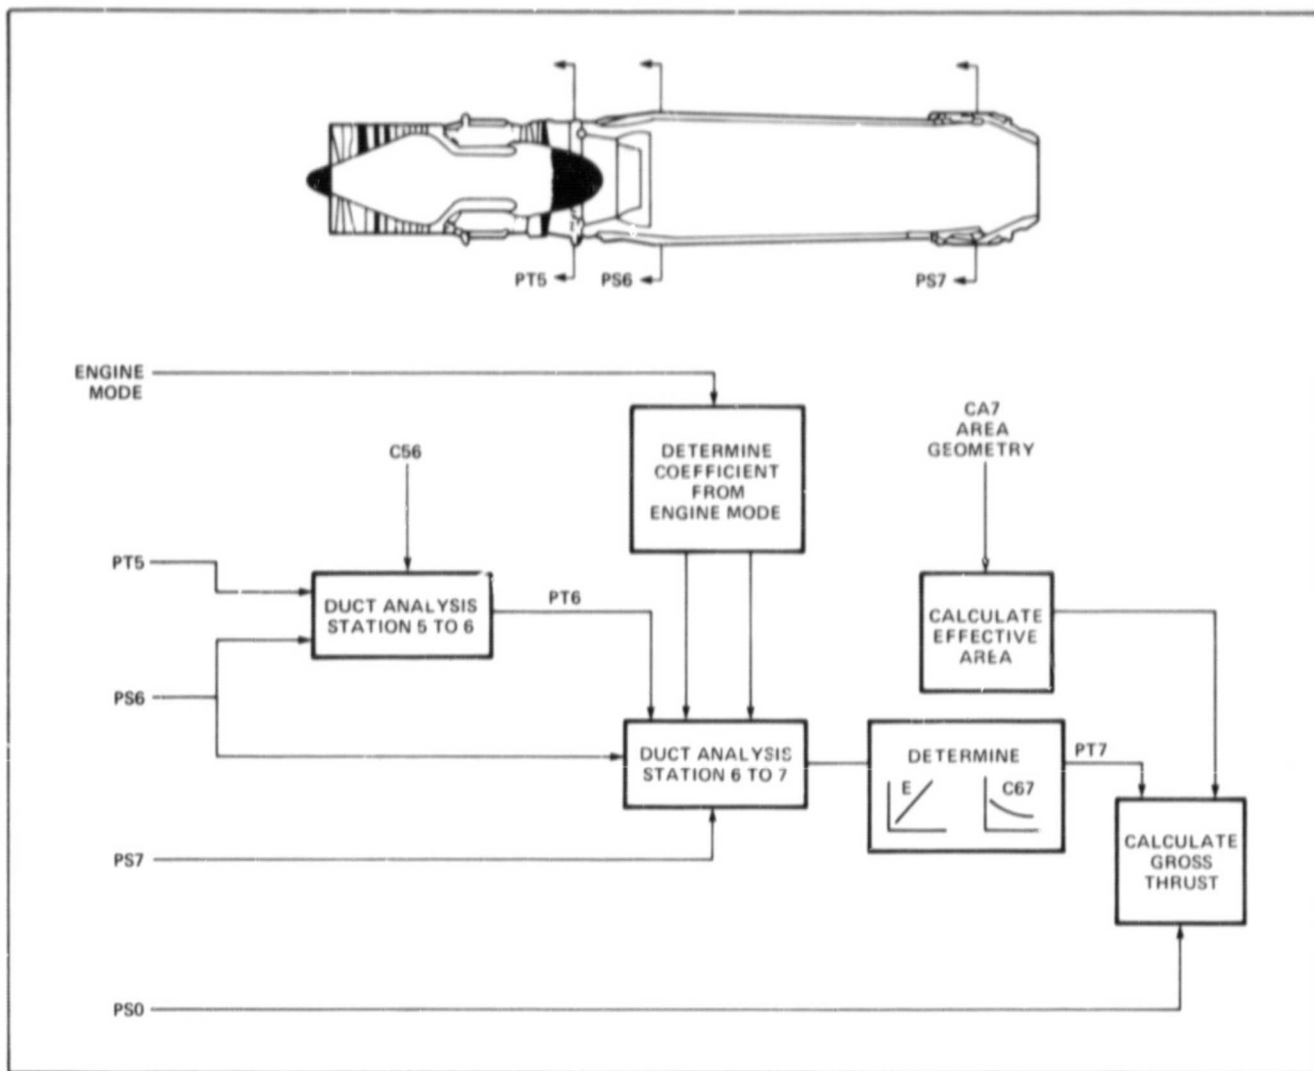 PT5
PS6
PS7
ENGINE
MODE
CA7
AREA
GEOMETRY
C56
DETERMINE
COEFFICIENT
FROM
ENGINE MODE
PT5
DUCT ANALYSIS
STATION 5 TO 6
PT6
CALCULATE
EFFECTIVE
AREA
PS6
DUCT ANALYSIS
STATION 6 TO 7
DETERMINE
E
C67
PT7
PS7
CALCULATE
GROSS
THRUST
PS0